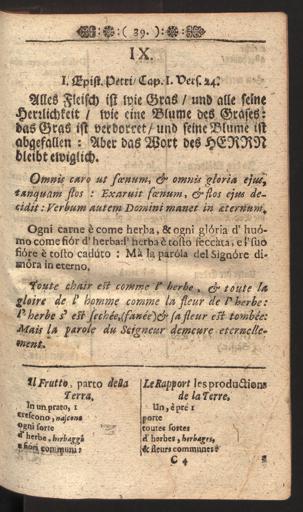 ( 39. )
IX.
I. Epist. Petri/ Cap. I. Vers. 24.
Alles Fleisch ist wie Gras / und alle seine
Herrlichkeit / wie eine Blume des Grases:
das Gras ist verdorret / und seine Blume ist
abgefallen : Aber das Wort des HERRN
bleibt ewiglich.
Omnis caro ut fœnum, & omnis gloria ejus
tanquam flos : Exaruit fœnum, & flos ejus de-
cidit : Verbum autem Domini manet in æternum.
Ogni carne è come herba, & ogni glória d' huó-
mo come fiór d' herba: l' herba è tosto seccata, e l' suo
fióre è tosto cadúto : Mà la paróla del Signóre di-
móra in eterno.
Toute chair est comme l' herbe, & toute la
gloire de l' homme comme la fleur de l' herbe:
l' herbe s' est sechée, (fanée) & sa fleur est tombée:
Mais la parole du Seigneur demeure eternelle-
ment.
Il Frutto, parto della
Terra,
In un prato, 1
crescono, nascono
ogni sorte
d' herbe, herbaggi
e fiori communi:
Le Rapport les productions
de la Terre,
Un, é pré 1
porte
toutes sortes
d' herbes, herbages,
& fleurs communes:
C 4